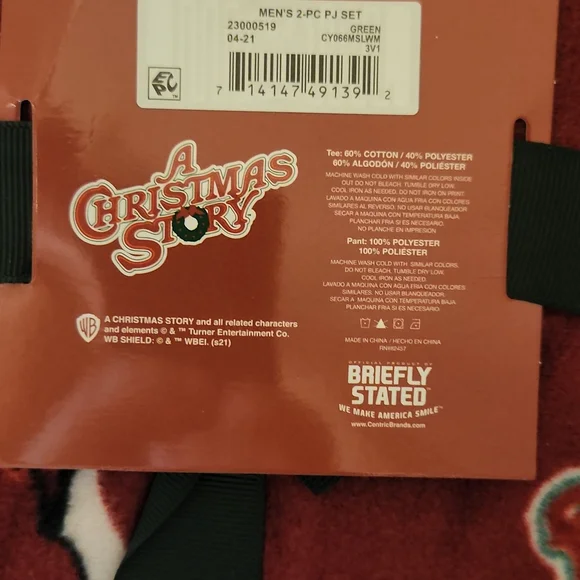 MEN'S 2-PC PJ SET
23000519 GREEN
04-21 CY066MSLWM
3V1
EPC™
7 14147 49139 2
A
CHRISTMAS
STORY
Tee: 60% COTTON / 40% POLYESTER
60% ALGODÓN / 40% POLIÉSTER
MACHINE WASH COLD WITH SIMILAR COLORS INSIDE
OUT DO NOT BLEACH. TUMBLE DRY LOW.
COOL IRON AS NEEDED. DO NOT IRON ON PRINT.
LAVADO A MAQUINA CON AGUA FRIA CON COLORES
SIMILARES AL REVERSO. NO USAR BLANQUEADOR
SECAR A MAQUINA CON TEMPERATURA BAJA.
PLANCHAR FRIA SI ES NECESARIO.
NO PLANCHE EN IMPRESION
Pant: 100% POLYESTER
100% POLIÉSTER
MACHINE WASH COLD WITH SIMILAR COLORS.
DO NOT BLEACH. TUMBLE DRY LOW.
COOL IRON AS NEEDED.
LAVADO A MAQUINA CON AGUA FRIA CON COLORES
SIMILARES. NO USAR BLANQUEADOR.
SECAR A MAQUINA CON TEMPERATURA BAJA.
PLANCHAR FRIA SI ES NECESARIO.
WB
A CHRISTMAS STORY and all related characters
and elements © & ™ Turner Entertainment Co.
WB SHIELD: © & ™ WBEI. (s21)
MADE IN CHINA / HECHO EN CHINA
OFFICIAL PRODUCT OF
BRIEFLY
STATED
WE MAKE AMERICA SMILE™
www.CentricBrands.com